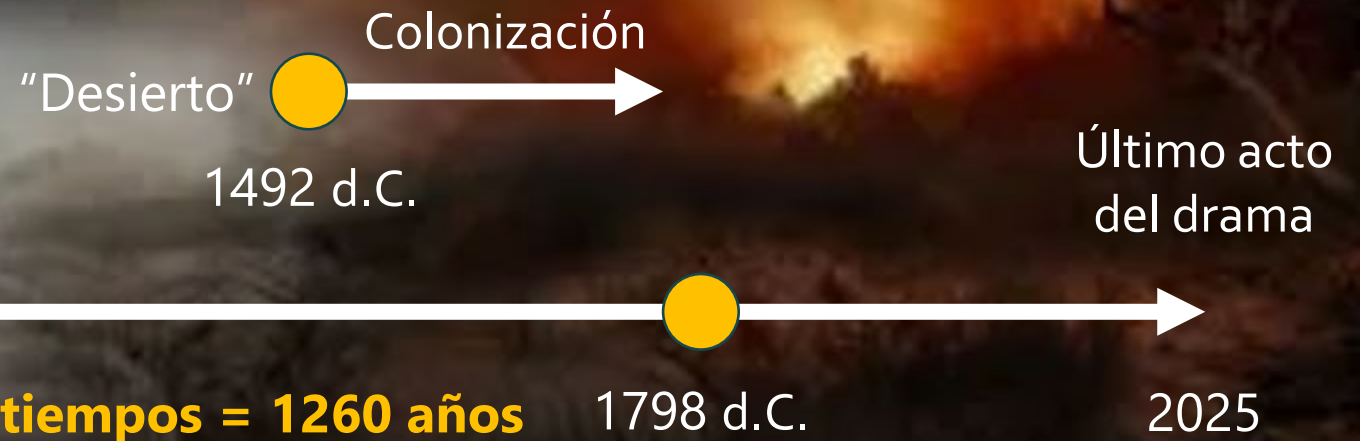 Colonización
“Desierto”
1492 d.C.
Último acto
del drama
tiempos = 1260 años
1798 d.C.
2025